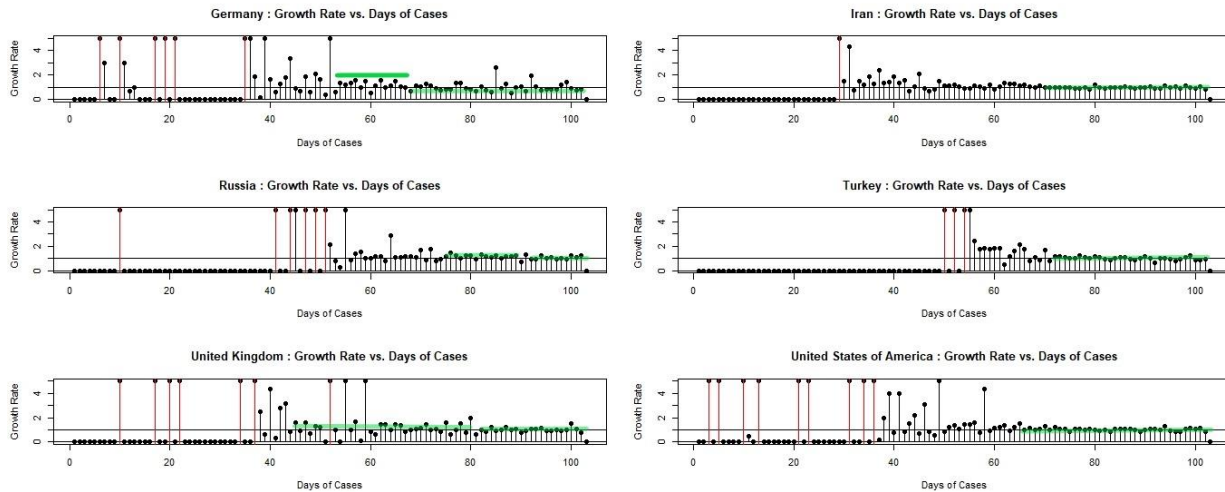 Germany : Growth Rate vs. Days of Cases
Growth Rate
0 2 4
0 20 40 60 80 100
Days of Cases
Iran : Growth Rate vs. Days of Cases
Growth Rate
0 2 4
0 20 40 60 80 100
Days of Cases
Russia : Growth Rate vs. Days of Cases
Growth Rate
0 2 4
0 20 40 60 80 100
Days of Cases
Turkey : Growth Rate vs. Days of Cases
Growth Rate
0 2 4
0 20 40 60 80 100
Days of Cases
United Kingdom : Growth Rate vs. Days of Cases
Growth Rate
0 2 4
0 20 40 60 80 100
Days of Cases
United States of America : Growth Rate vs. Days of Cases
Growth Rate
0 2 4
0 20 40 60 80 100
Days of Cases